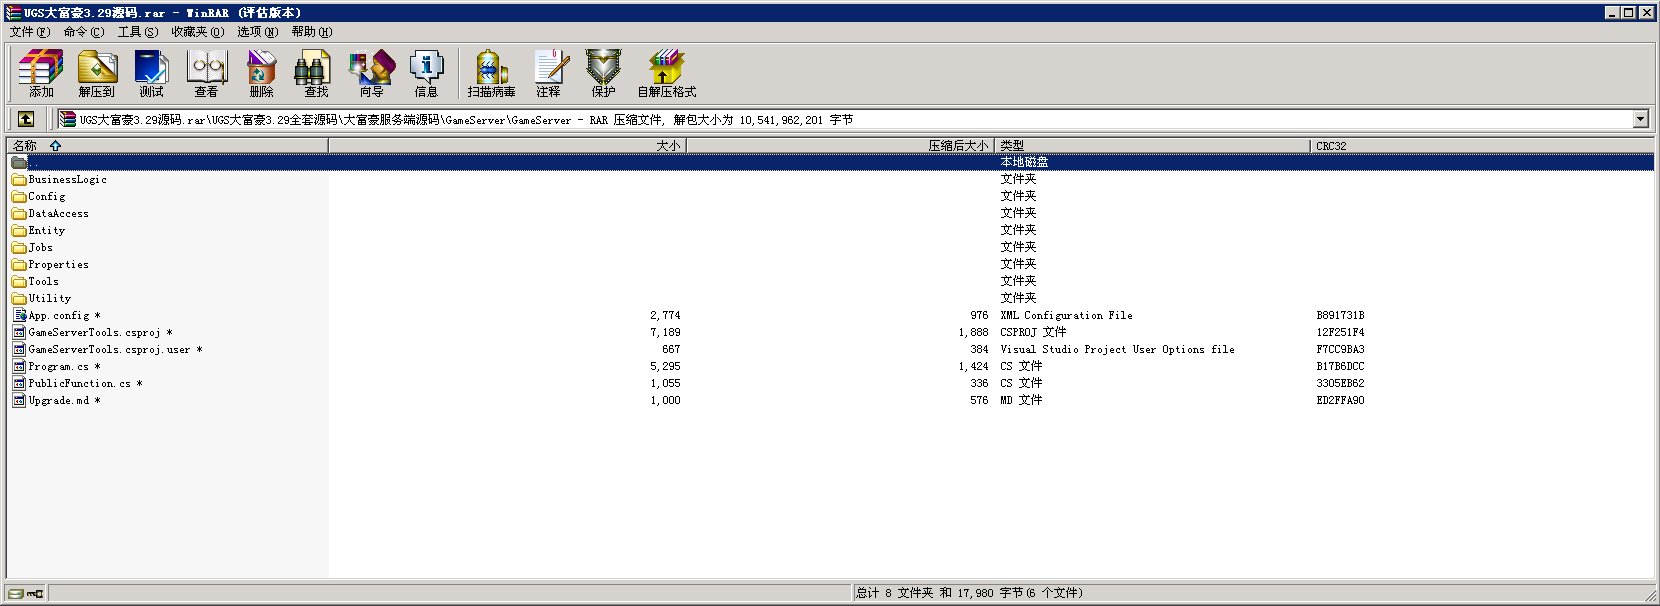 UGS大富豪3.29源码.rar - WinRAR (评估版本)
文件(F) 命令(C) 工具(S) 收藏夹(O) 选项(N) 帮助(H)
添加 解压到 测试 查看 删除 查找 向导 信息 扫描病毒 注释 保护 自解压格式
UGS大富豪3.29源码.rar\UGS大富豪3.29全套源码\大富豪服务端源码\GameServer\GameServer - RAR 压缩文件, 解包大小为 10,541,962,201 字节
名称 大小 压缩后大小 类型 CRC32
.. 本地磁盘
BusinessLogic 文件夹
Config 文件夹
DataAccess 文件夹
Entity 文件夹
Jobs 文件夹
Properties 文件夹
Tools 文件夹
Utility 文件夹
App.config * 2,774 976 XML Configuration File B891731B
GameServerTools.csproj * 7,189 1,888 CSPROJ 文件 12F251F4
GameServerTools.csproj.user * 667 384 Visual Studio Project User Options file F7CC9BA3
Program.cs * 5,295 1,424 CS 文件 B17B6DCC
PublicFunction.cs * 1,055 336 CS 文件 3305EB62
Upgrade.md * 1,000 576 MD 文件 ED2FFA90
总计 8 文件夹 和 17,980 字节(6 个文件)